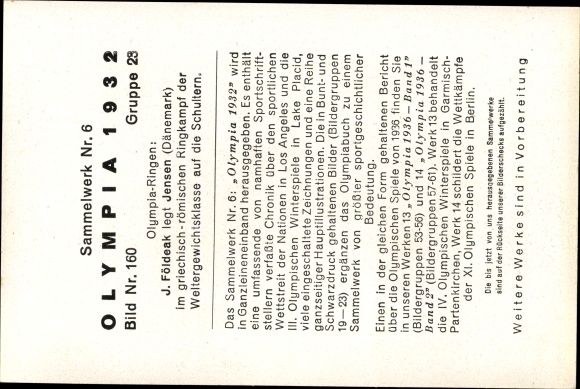 Sammelwerk Nr. 6
OLYMPIA 1932
Bild Nr. 160 Gruppe 23
Olympia-Ringen:
J. Földeak legt Jensen (Dänemark)
im griechisch-römischen Ringkampf der
Weltergewichtsklasse auf die Schultern.
Das Sammelwerk Nr. 6: „Olympia 1932” wird
in Ganzleineneinband herausgegeben. Es enthält
eine umfassende von namhaften Sportschrift-
stellern verfaßte Chronik über den sportlichen
Wettstreit der Nationen in Los Angeles und die
III. Olympischen Winterspiele in Lake Placid,
viele eingeschaltete Zeichnungen und eine Reihe
ganzseitiger Hauptillustrationen. Die in Bunt- und
Schwarzdruck gehaltenen Bilder (Bildergruppen
19—23) ergänzen das Olympiabuch zu einem
Sammelwerk von größter sportgeschichtlicher
Bedeutung.
Einen in der gleichen Form gehaltenen Bericht
über die Olympischen Spiele von 1936 finden Sie
in unseren Werken 13 „Olympia 1936 – Band 1”
(Bildergruppen 53-56) und 14 „Olympia 1936 –
Band 2” (Bildergruppen 57-61). Werk 13 behandelt
die IV. Olympischen Winterspiele in Garmisch-
Partenkirchen, Werk 14 schildert die Wettkämpfe
der XI. Olympischen Spiele in Berlin.
Die bis jetzt von uns herausgegebenen Sammelwerke
sind auf der Rückseite unserer Bilderschecks aufgezählt.
Weitere Werke sind in Vorbereitung